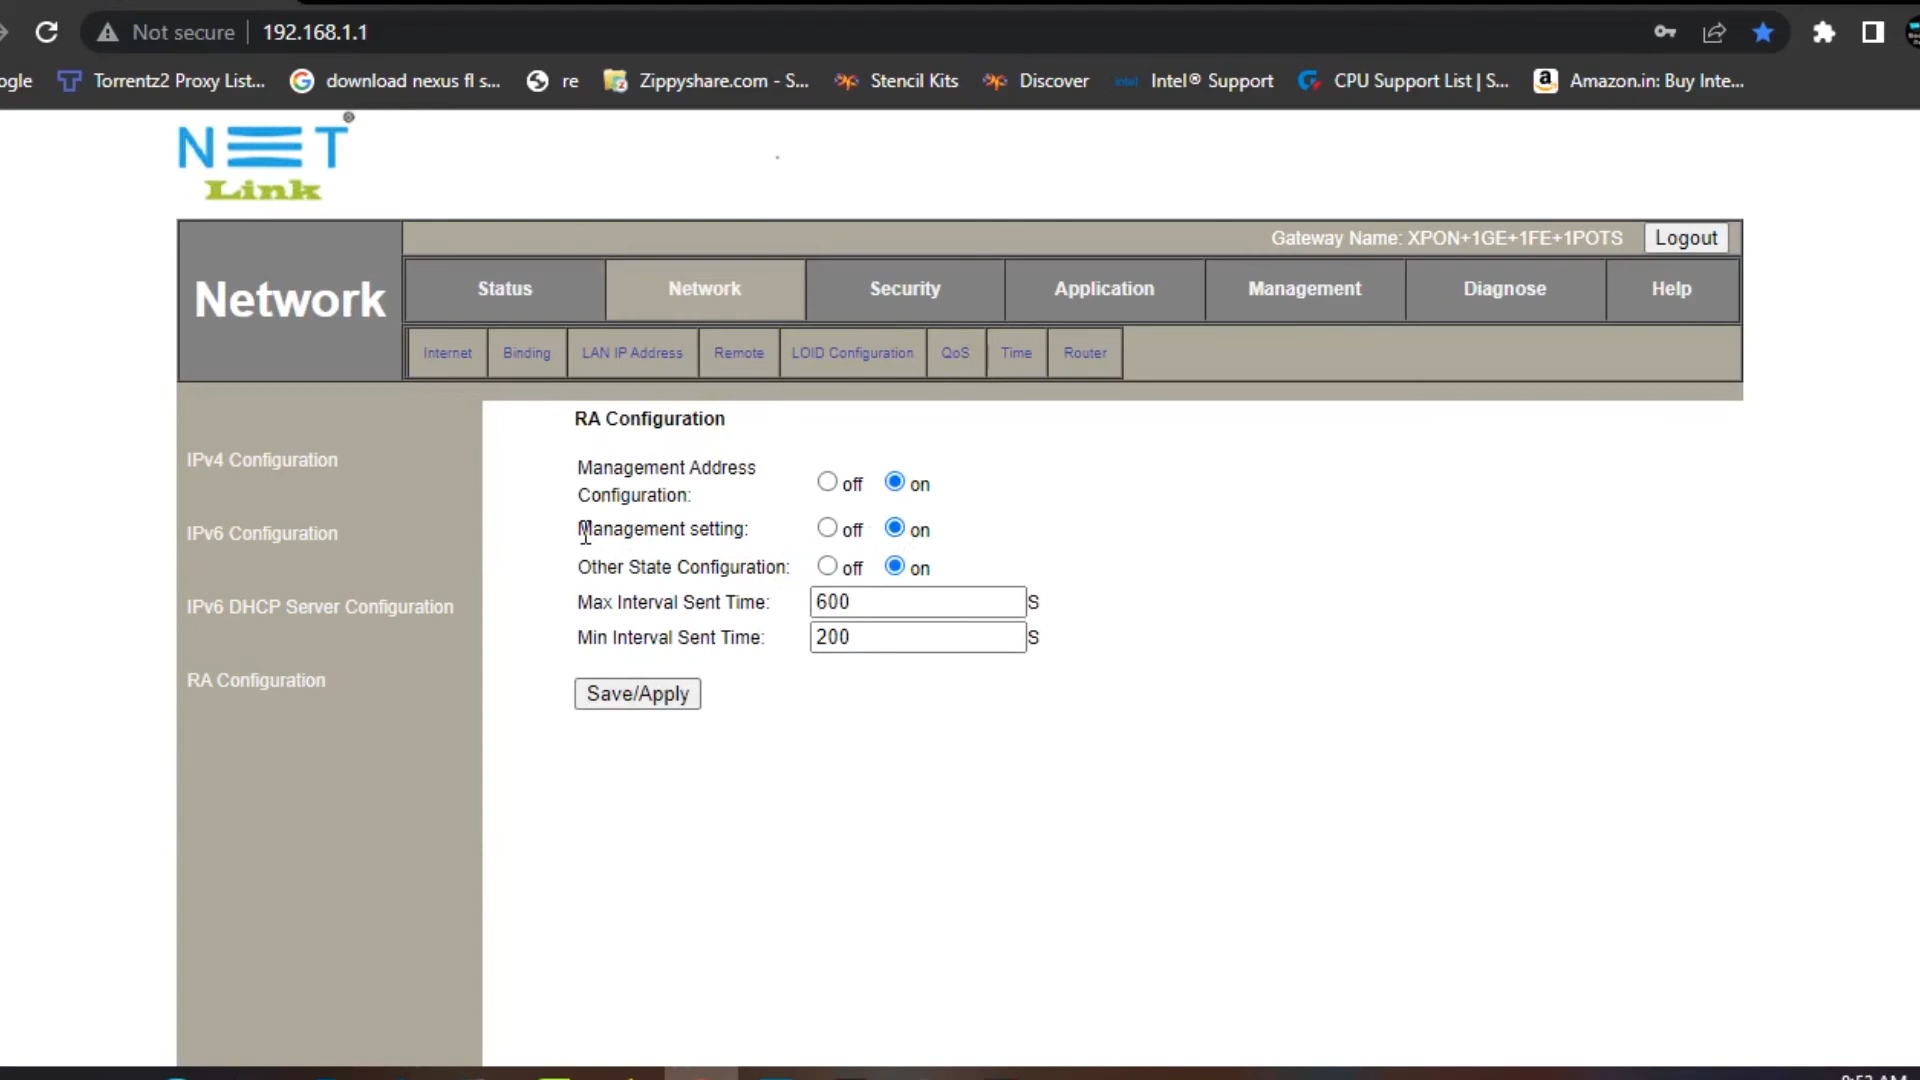 Not secure 192.168.1.1
ogle Torrentz2 Proxy List... download nexus fl s... re Zippyshare.com - S... Stencil Kits Discover intel Intel® Support CPU Support List | S... Amazon.in: Buy Inte...
NET®
Link
Gateway Name: XPON+1GE+1FE+1POTS Logout
Network
Status Network Security Application Management Diagnose Help
Internet Binding LAN IP Address Remote LOID Configuration QoS Time Router
IPv4 Configuration
IPv6 Configuration
IPv6 DHCP Server Configuration
RA Configuration
RA Configuration
Management Address
Configuration: off on
Management setting: off on
Other State Configuration: off on
Max Interval Sent Time: 600 S
Min Interval Sent Time: 200 S
Save/Apply